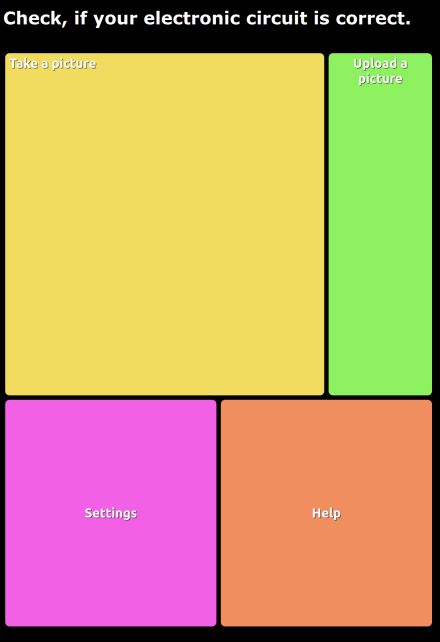 Check, if your electronic circuit is correct.
Take a picture
Upload a
picture
Settings
Help